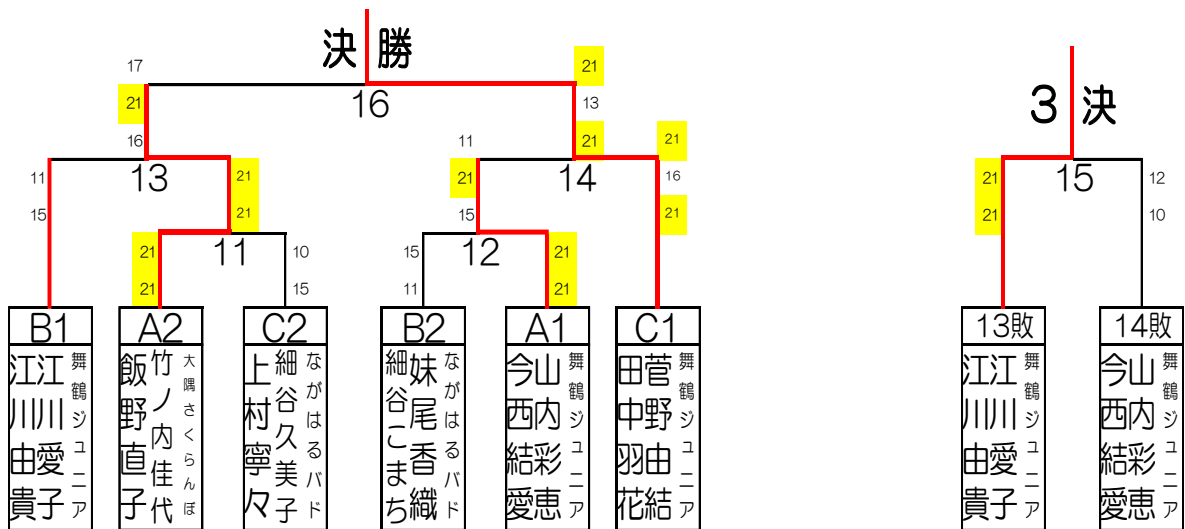 決勝
3決
17
21
21
16
13
16
11
21
21
13
11
21
14
16
21
21
15
12
11
21
15
21
15
21
21
10
15
21
11
10
12
21
15
21
15
21
11
21
B1
A2
C2
B2
A1
C1
13敗
14敗
江川由貴
江川愛子
舞鶴ジュニア
飯野直子
竹ノ内佳代
大隅さくらんぼ
上村寧々
細谷久美子
ながはるバド
細谷こまち
妹尾香織
ながはるバド
今西結愛
山内彩恵
舞鶴ジュニア
田中羽花
菅野由結
舞鶴ジュニア
江川由貴
江川愛子
舞鶴ジュニア
今西結愛
山内彩恵
舞鶴ジュニア